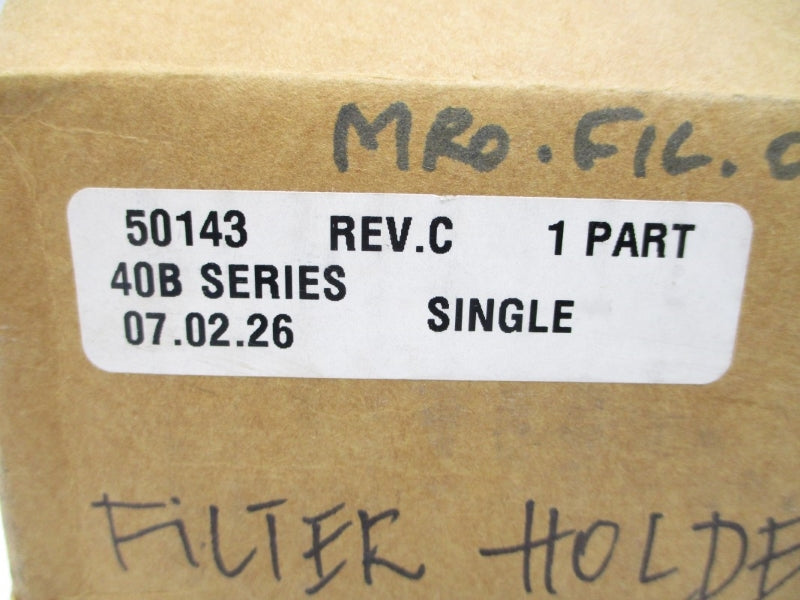 MRO.FIL.
50143 REV.C 1 PART
40B SERIES
07.02.26 SINGLE
FILTER HOLDE